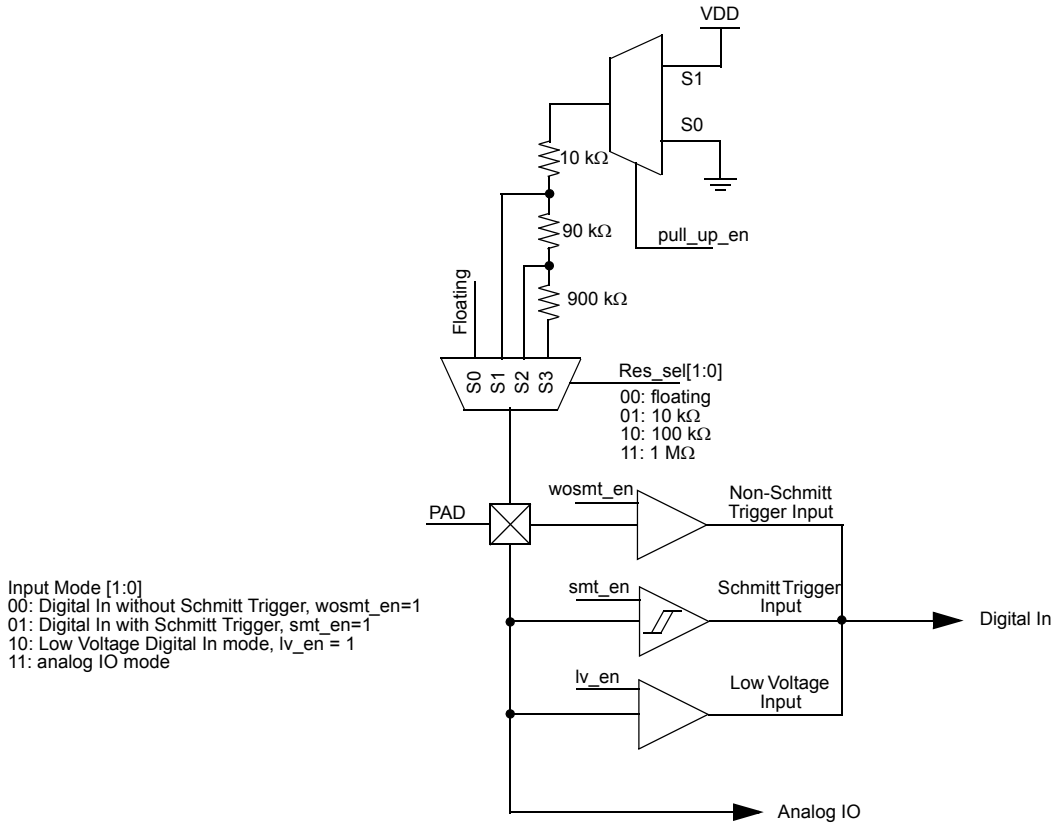 VDD
S1
S0
10 kΩ
90 kΩ
pull_up_en
900 kΩ
Floating
S0
S1
S2
S3
Res_sel[1:0]
00: floating
01: 10 kΩ
10: 100 kΩ
11: 1 MΩ
wosmt_en
Non-Schmitt
Trigger Input
PAD
Input Mode [1:0]
00: Digital In without Schmitt Trigger, wosmt_en=1
01: Digital In with Schmitt Trigger, smt_en=1
10: Low Voltage Digital In mode, lv_en = 1
11: analog IO mode
smt_en
Schmitt Trigger
Input
Digital In
lv_en
Low Voltage
Input
Analog IO